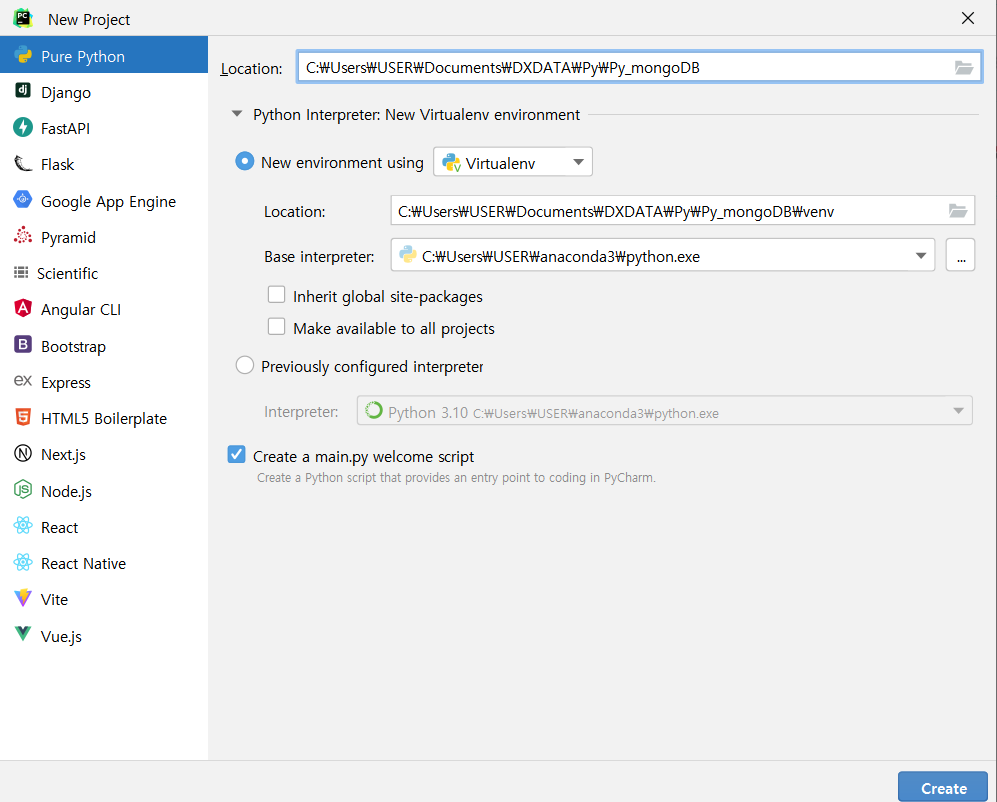 New Project
Pure Python
Django
FastAPI
Flask
Google App Engine
Pyramid
Scientific
Angular CLI
Bootstrap
Express
HTML5 Boilerplate
Next.js
Node.js
React
React Native
Vite
Vue.js
Location: C:₩Users₩USER₩Documents₩DXDATA₩Py₩Py_mongoDB
Python Interpreter: New Virtualenv environment
New environment using Virtualenv
Location: C:₩Users₩USER₩Documents₩DXDATA₩Py₩Py_mongoDB₩venv
Base interpreter: C:₩Users₩USER₩anaconda3₩python.exe ...
Inherit global site-packages
Make available to all projects
Previously configured interpreter
Interpreter: Python 3.10 C:₩Users₩USER₩anaconda3₩python.exe
Create a main.py welcome script
Create a Python script that provides an entry point to coding in PyCharm.
Create